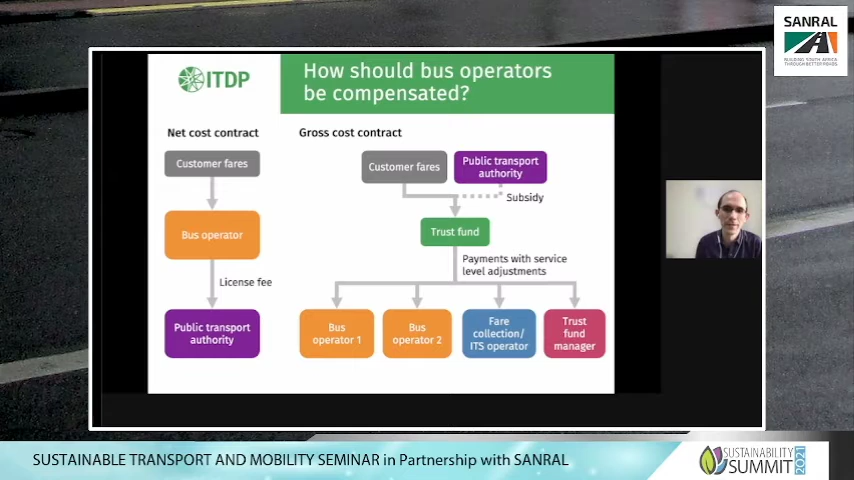 SANRAL
BUILDING SOUTH AFRICA
THROUGH BETTER ROADS
ITDP
How should bus operators
be compensated?
Net cost contract
Customer fares
Bus operator
License fee
Public transport
authority
Gross cost contract
Customer fares
Public transport
authority
Subsidy
Trust fund
Payments with service
level adjustments
Bus
operator 1
Bus
operator 2
Fare
collection/
ITS operator
Trust
fund
manager
SUSTAINABLE TRANSPORT AND MOBILITY SEMINAR in Partnership with SANRAL
SUSTAINABILITY
SUMMIT 2021